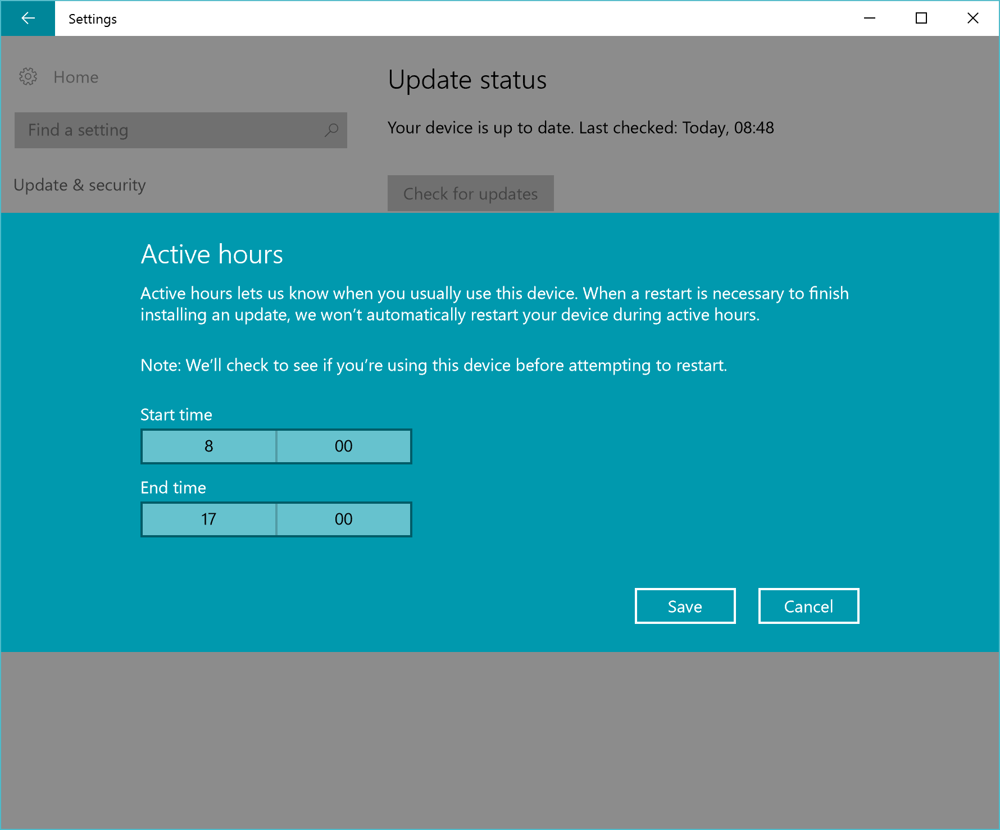 Settings
Home
Find a setting
Update & security
Update status
Your device is up to date. Last checked: Today, 08:48
Check for updates
Active hours
Active hours lets us know when you usually use this device. When a restart is necessary to finish
installing an update, we won’t automatically restart your device during active hours.
Note: We’ll check to see if you’re using this device before attempting to restart.
Start time
8 00
End time
17 00
Save Cancel